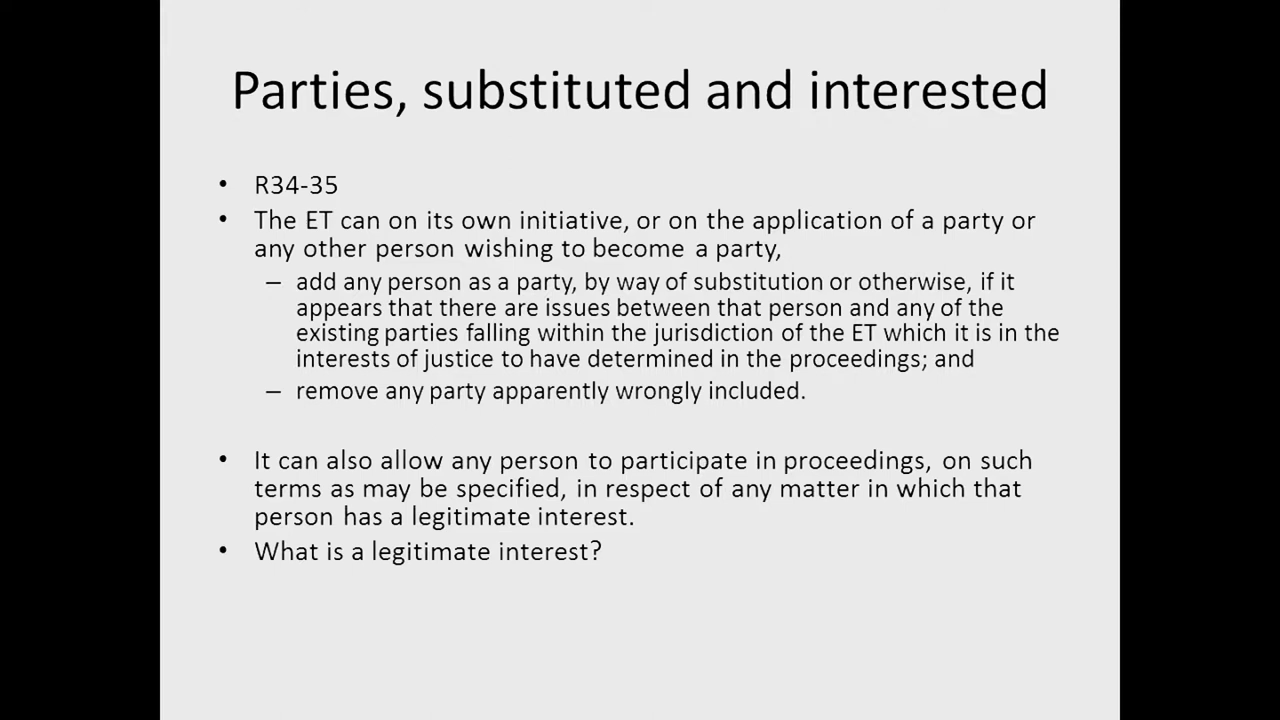 Parties, substituted and interested
• R34-35
• The ET can on its own initiative, or on the application of a party or
any other person wishing to become a party,
– add any person as a party, by way of substitution or otherwise, if it
appears that there are issues between that person and any of the
existing parties falling within the jurisdiction of the ET which it is in the
interests of justice to have determined in the proceedings; and
– remove any party apparently wrongly included.
• It can also allow any person to participate in proceedings, on such
terms as may be specified, in respect of any matter in which that
person has a legitimate interest.
• What is a legitimate interest?